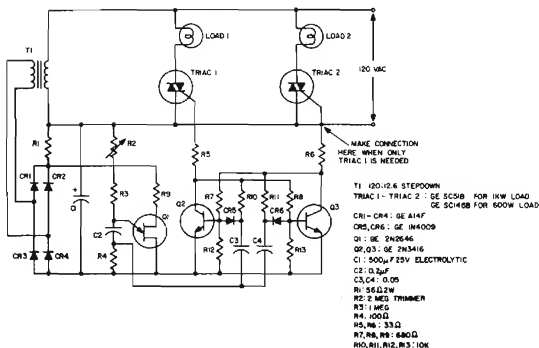 LOAD 1
LOAD 2
T1
TRIAC 1
TRIAC 2
120 VAC
R1
R2
R5
R6
MAKE CONNECTION
HERE WHEN ONLY
TRIAC 1 IS NEEDED
CR1
CR2
+
R3
R9
Q2
R7
R10
R11
R8
Q3
CR5
CR6
C1
Q1
C2
R4
R12
C3
C4
R13
CR3
CR4
T1 120-12.6 STEPDOWN
TRIAC 1 - TRIAC 2 : GE SC51B FOR 1KW LOAD
GE SC146B FOR 600W LOAD
CR1-CR4: GE A14F
CR5,CR6: GE 1N4009
Q1: GE 2N2646
Q2,Q3: GE 2N3416
C1: 500µF 25V ELECTROLYTIC
C2: 0.2µF
C3,C4: 0.05
R1: 56Ω 2W
R2: 2 MEG TRIMMER
R3: 1 MEG
R4: 100Ω
R5,R6: 33Ω
R7,R8,R9: 680Ω
R10,R11,R12,R13: 10K